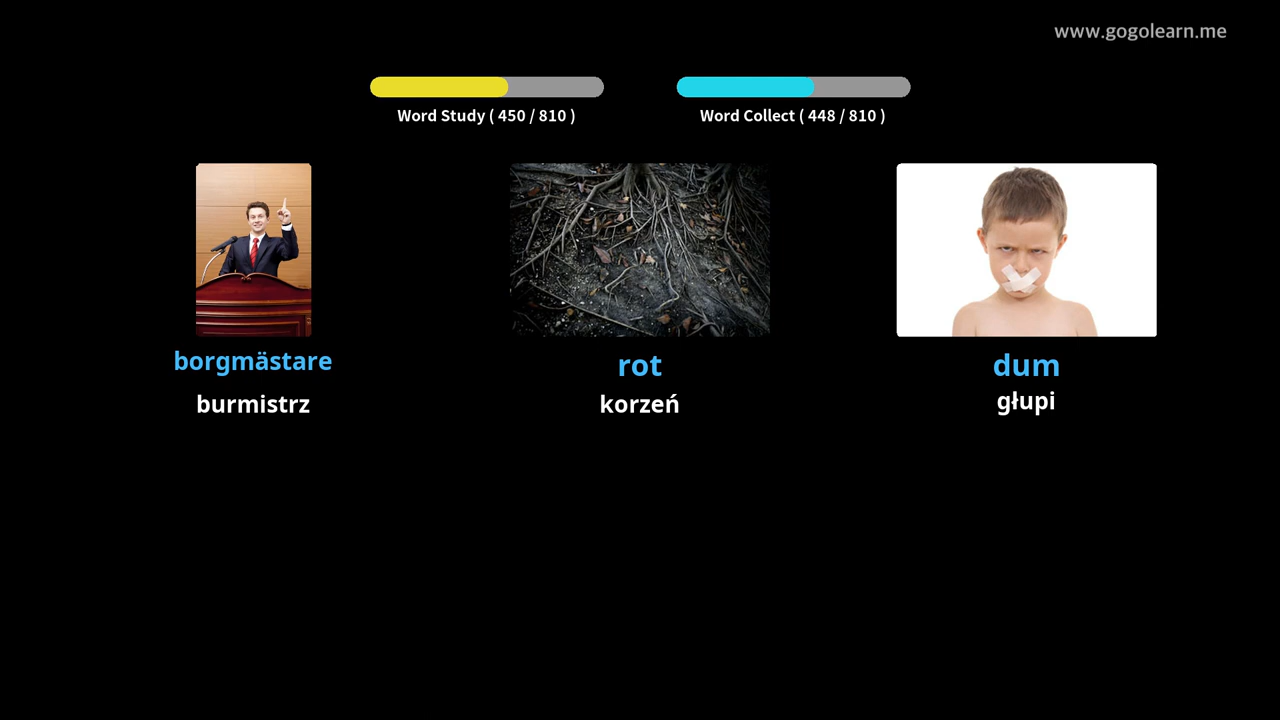 www.gogolearn.me
Word Study ( 450 / 810 )
Word Collect ( 448 / 810 )
borgmästare
burmistrz
rot
korzeń
dum
głupi